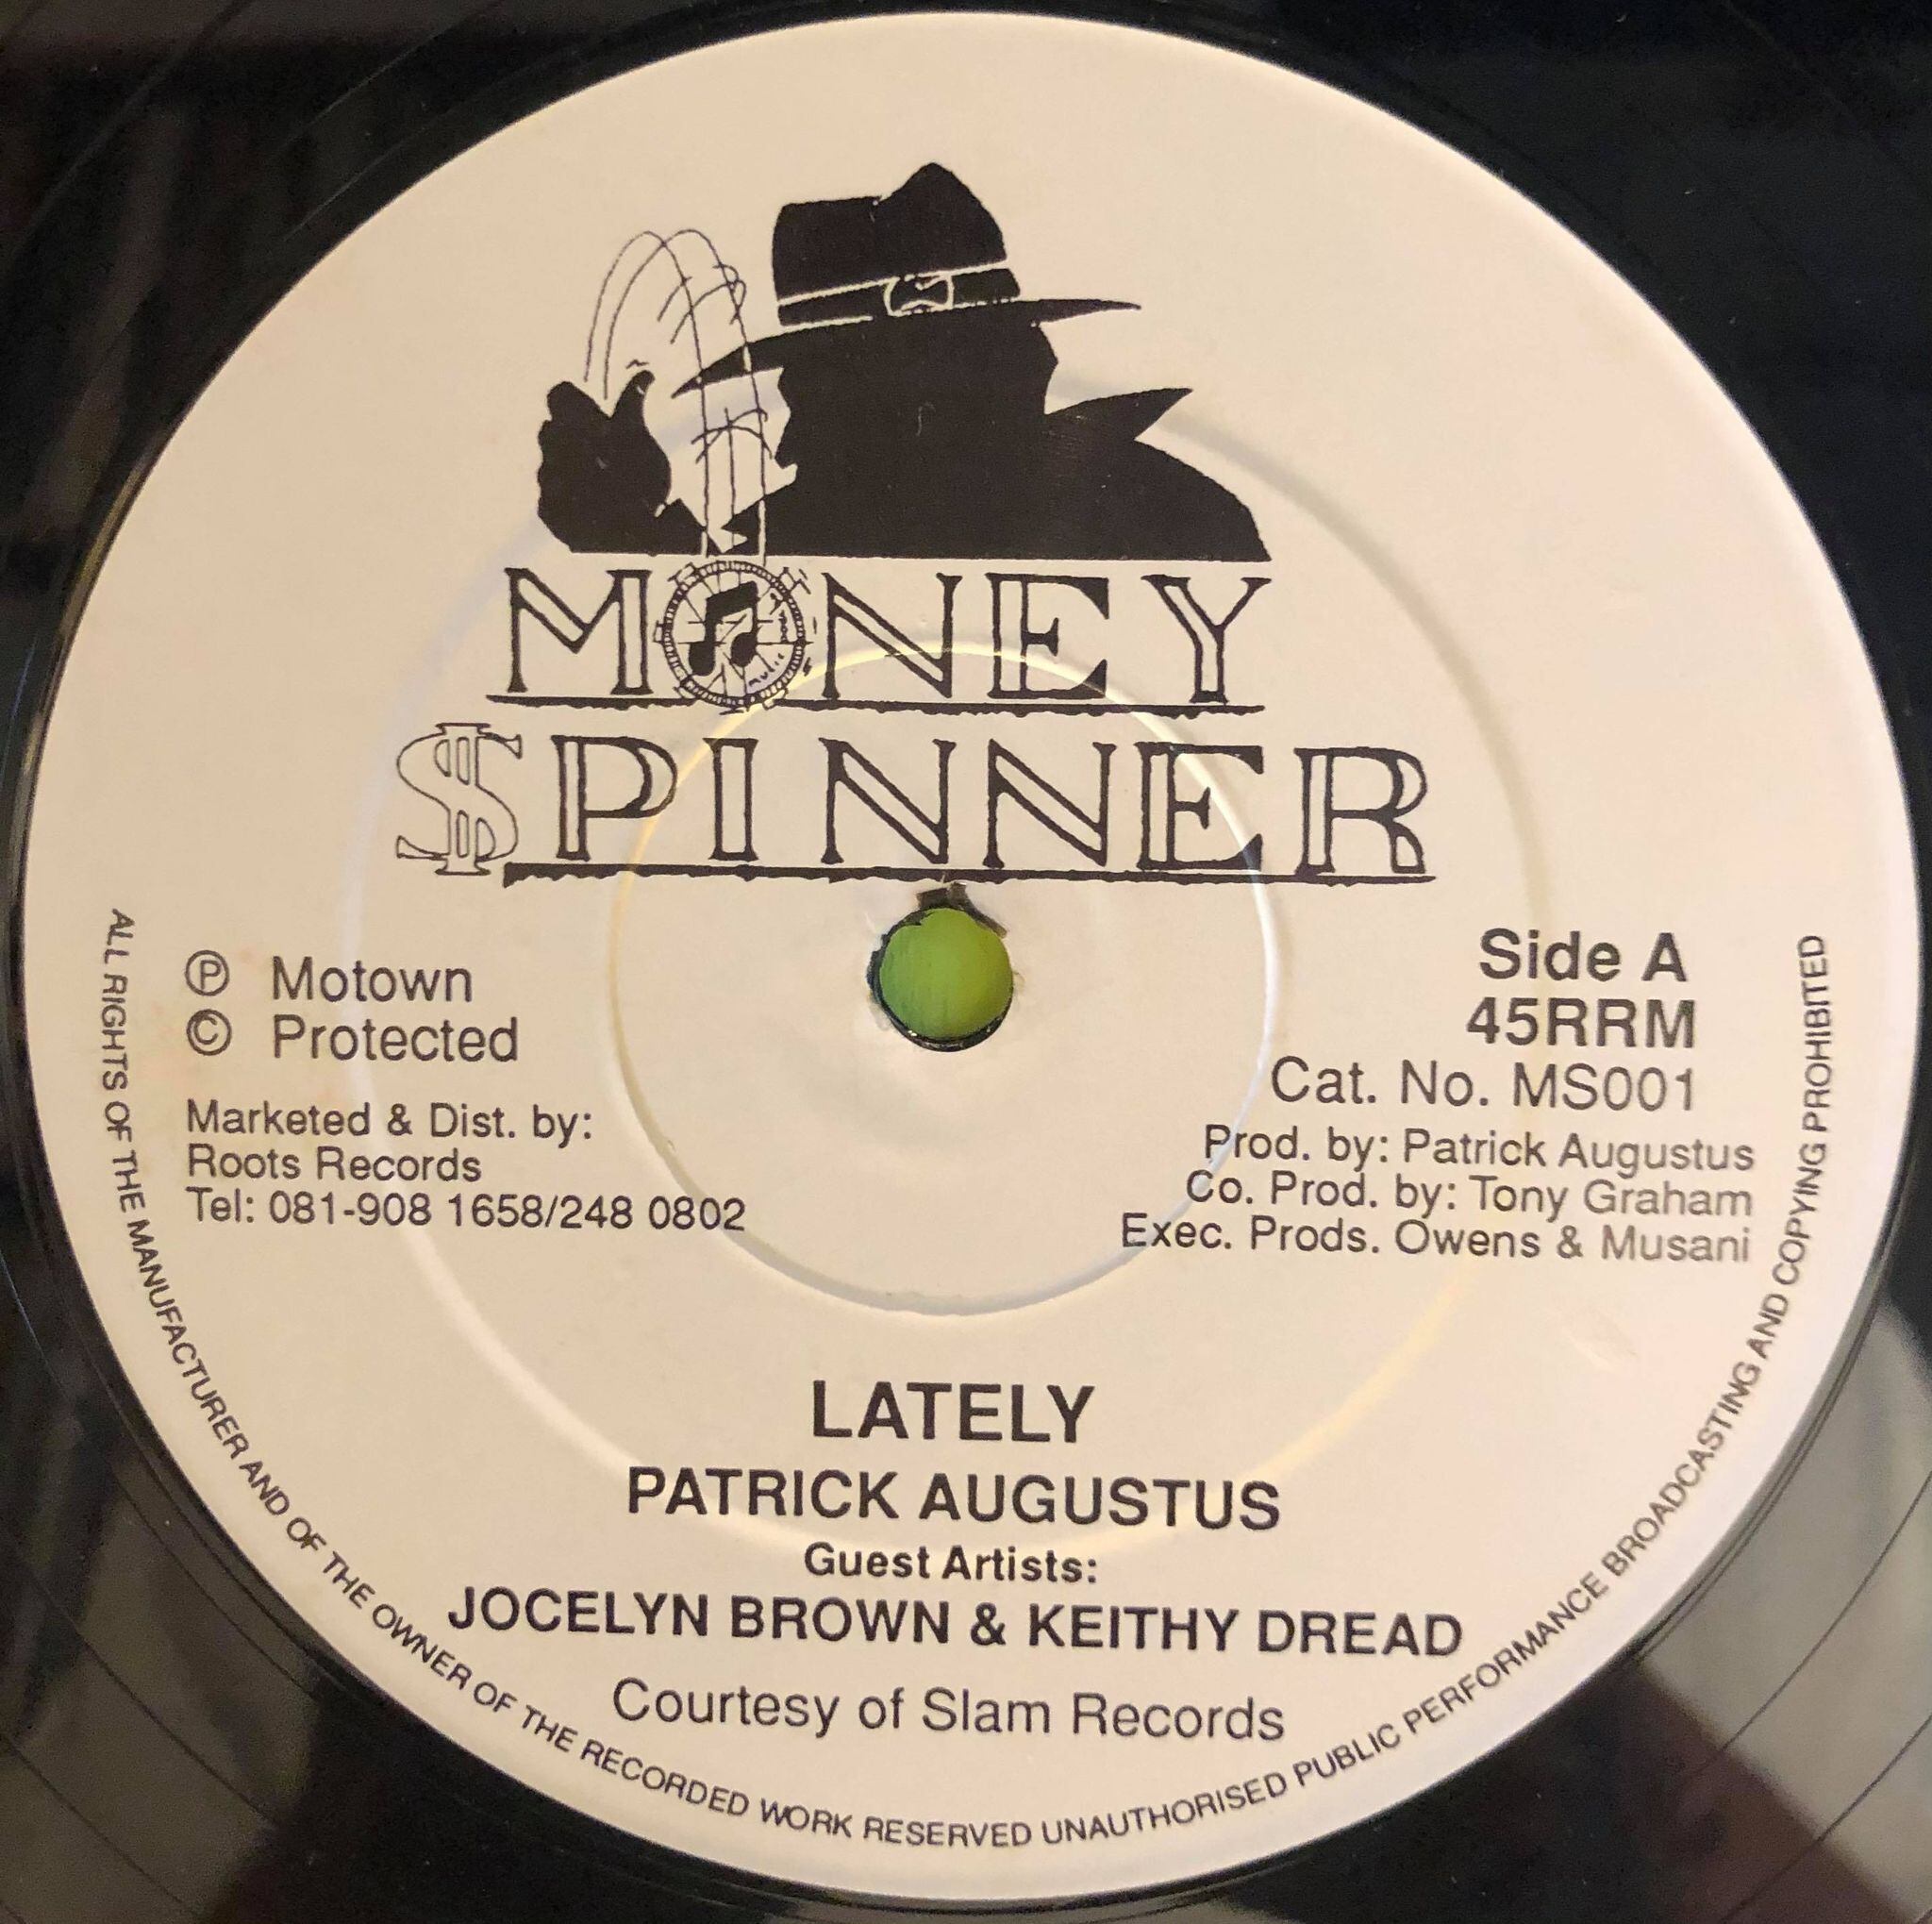 MONEY
$PINNER
Ⓟ Motown
© Protected
Marketed & Dist. by:
Roots Records
Tel: 081-908 1658/248 0802
Side A
45RRM
Cat. No. MS001
Prod. by: Patrick Augustus
Co. Prod. by: Tony Graham
Exec. Prods. Owens & Musani
LATELY
PATRICK AUGUSTUS
Guest Artists:
JOCELYN BROWN & KEITHY DREAD
Courtesy of Slam Records
ALL RIGHTS OF THE MANUFACTURER AND OF THE OWNER OF THE RECORDED WORK RESERVED UNAUTHORISED PUBLIC PERFORMANCE BROADCASTING AND COPYING PROHIBITED